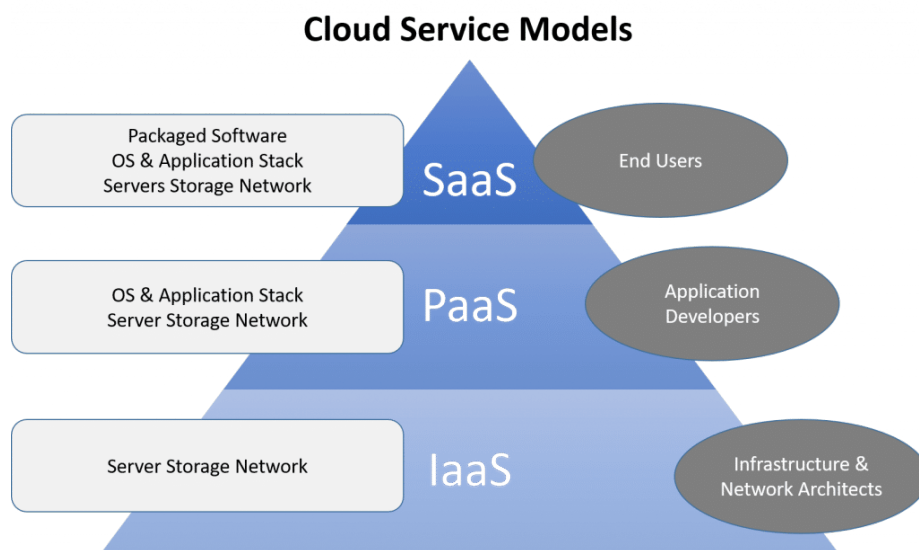 Cloud Service Models
Packaged Software
OS & Application Stack
Servers Storage Network
SaaS
End Users
OS & Application Stack
Server Storage Network
PaaS
Application
Developers
Server Storage Network
IaaS
Infrastructure &
Network Architects